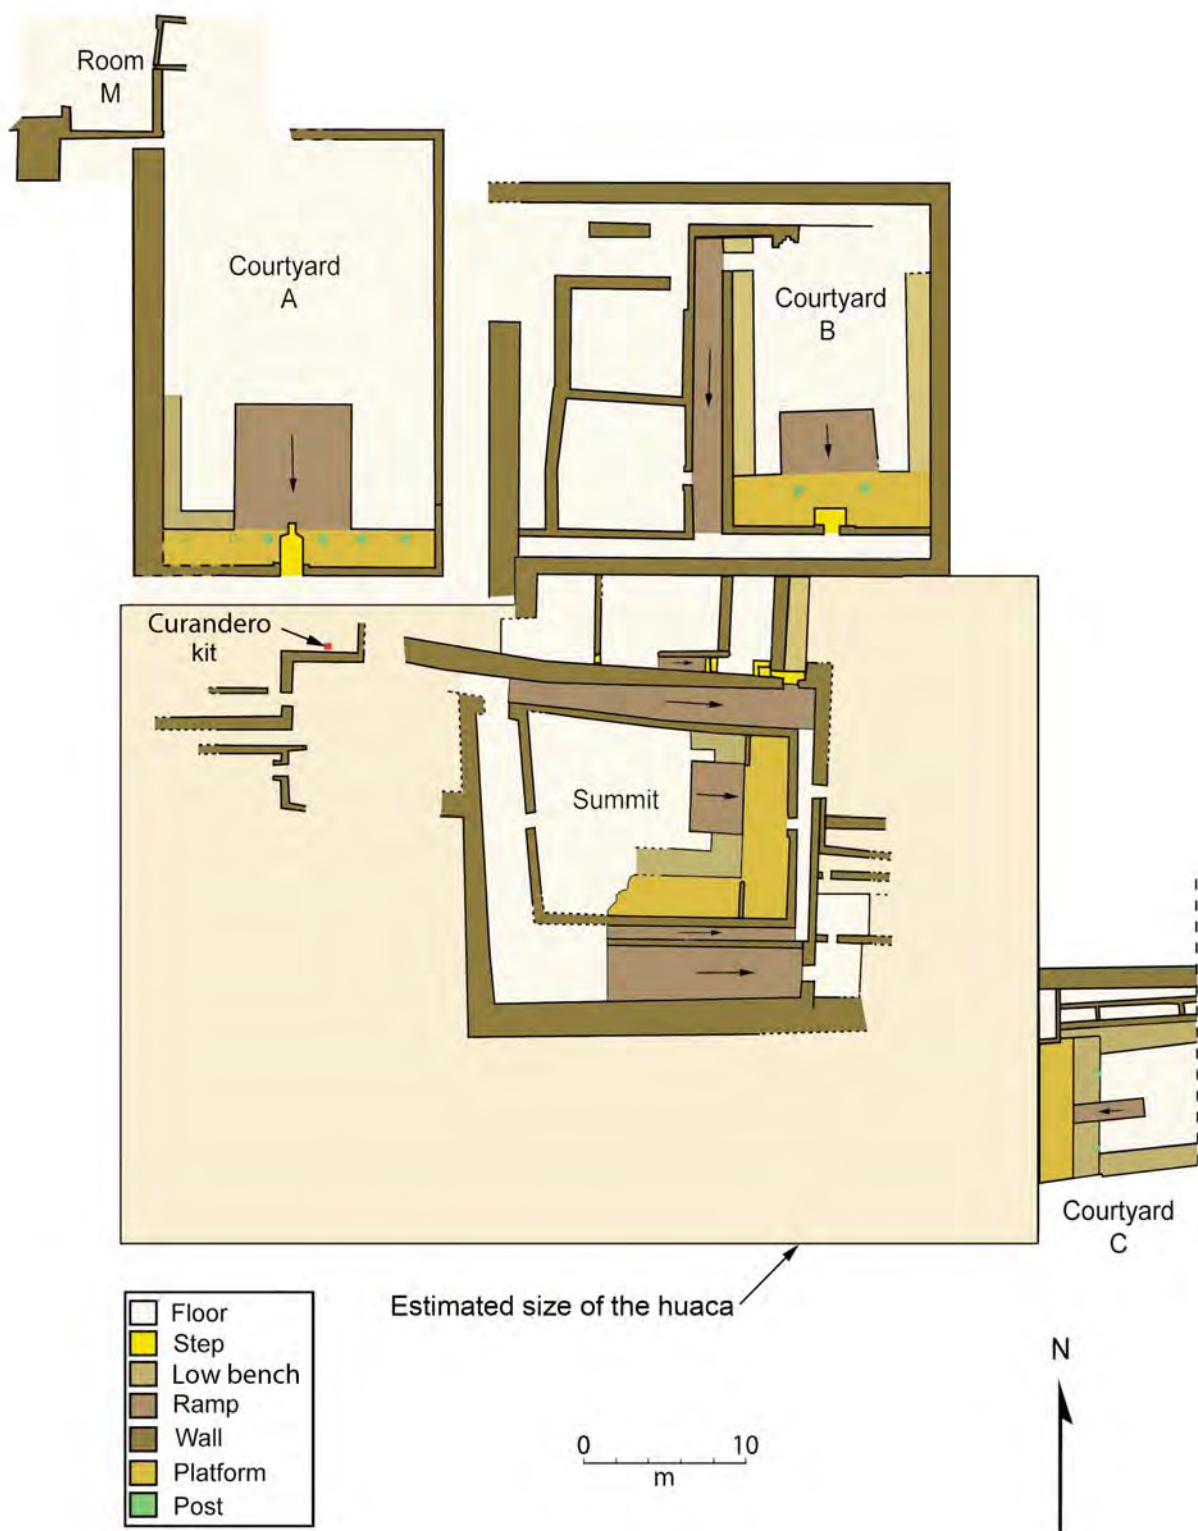 Room
M
Courtyard
A
Courtyard
B
Curandero
kit
Summit
Courtyard
C
Estimated size of the huaca
Floor
Step
Low bench
Ramp
Wall
Platform
Post
0 10
m
N